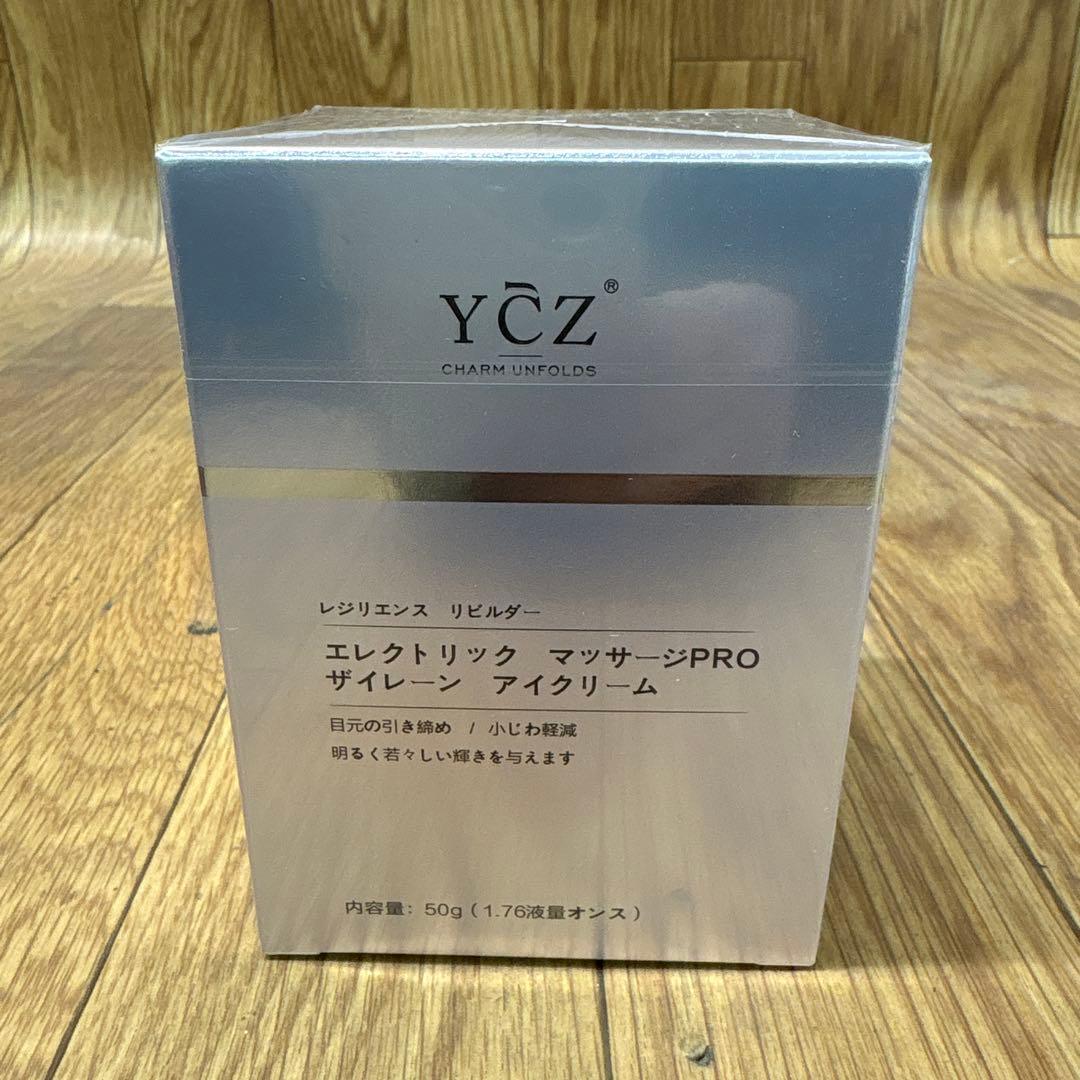 YCZ®
CHARM UNFOLDS
レジリエンス　リビルダー
エレクトリック　マッサージPRO
ザイレーン　アイクリーム
目元の引き締め / 小じわ軽減
明るく若々しい輝きを与えます
内容量: 50g（1.76液量オンス）